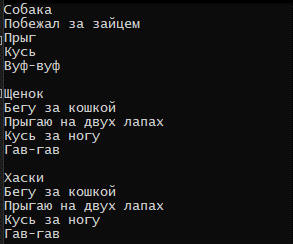 Собака
Побежал за зайцем
Прыг
Кусь
Вуф-вуф

Щенок
Бегу за кошкой
Прыгаю на двух лапах
Кусь за ногу
Гав-гав

Хаски
Бегу за кошкой
Прыгаю на двух лапах
Кусь за ногу
Гав-гав